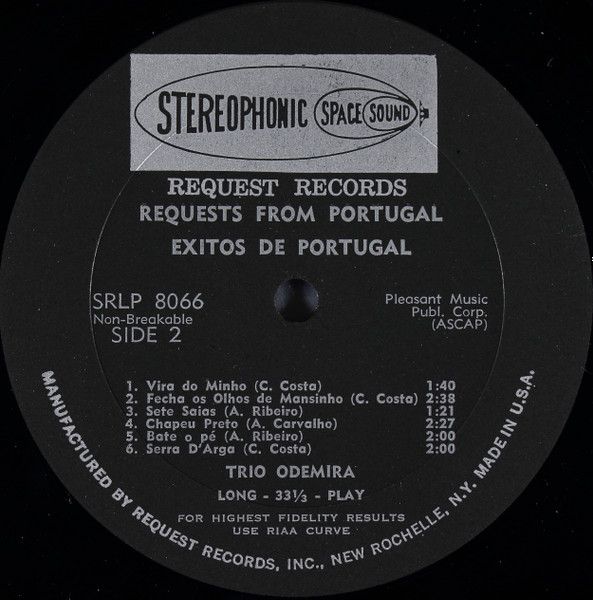 STEREOPHONIC SPACE SOUND
REQUEST RECORDS
REQUESTS FROM PORTUGAL
EXITOS DE PORTUGAL
SRLP 8066
Non-Breakable
SIDE 2
Pleasant Music
Publ. Corp.
(ASCAP)
1. Vira do Minho (C. Costa) 1:40
2. Fecha os Olhos de Mansinho (C. Costa) 2:38
3. Sete Saias (A. Ribeiro) 1:21
4. Chapeu Preto (A. Carvalho) 2:27
5. Bate o pé (A. Ribeiro) 2:00
6. Serra D'Arga (C. Costa) 2:00
TRIO ODEMIRA
LONG - 33⅓ - PLAY
FOR HIGHEST FIDELITY RESULTS
USE RIAA CURVE
MANUFACTURED BY REQUEST RECORDS, INC., NEW ROCHELLE, N.Y. MADE IN U.S.A.